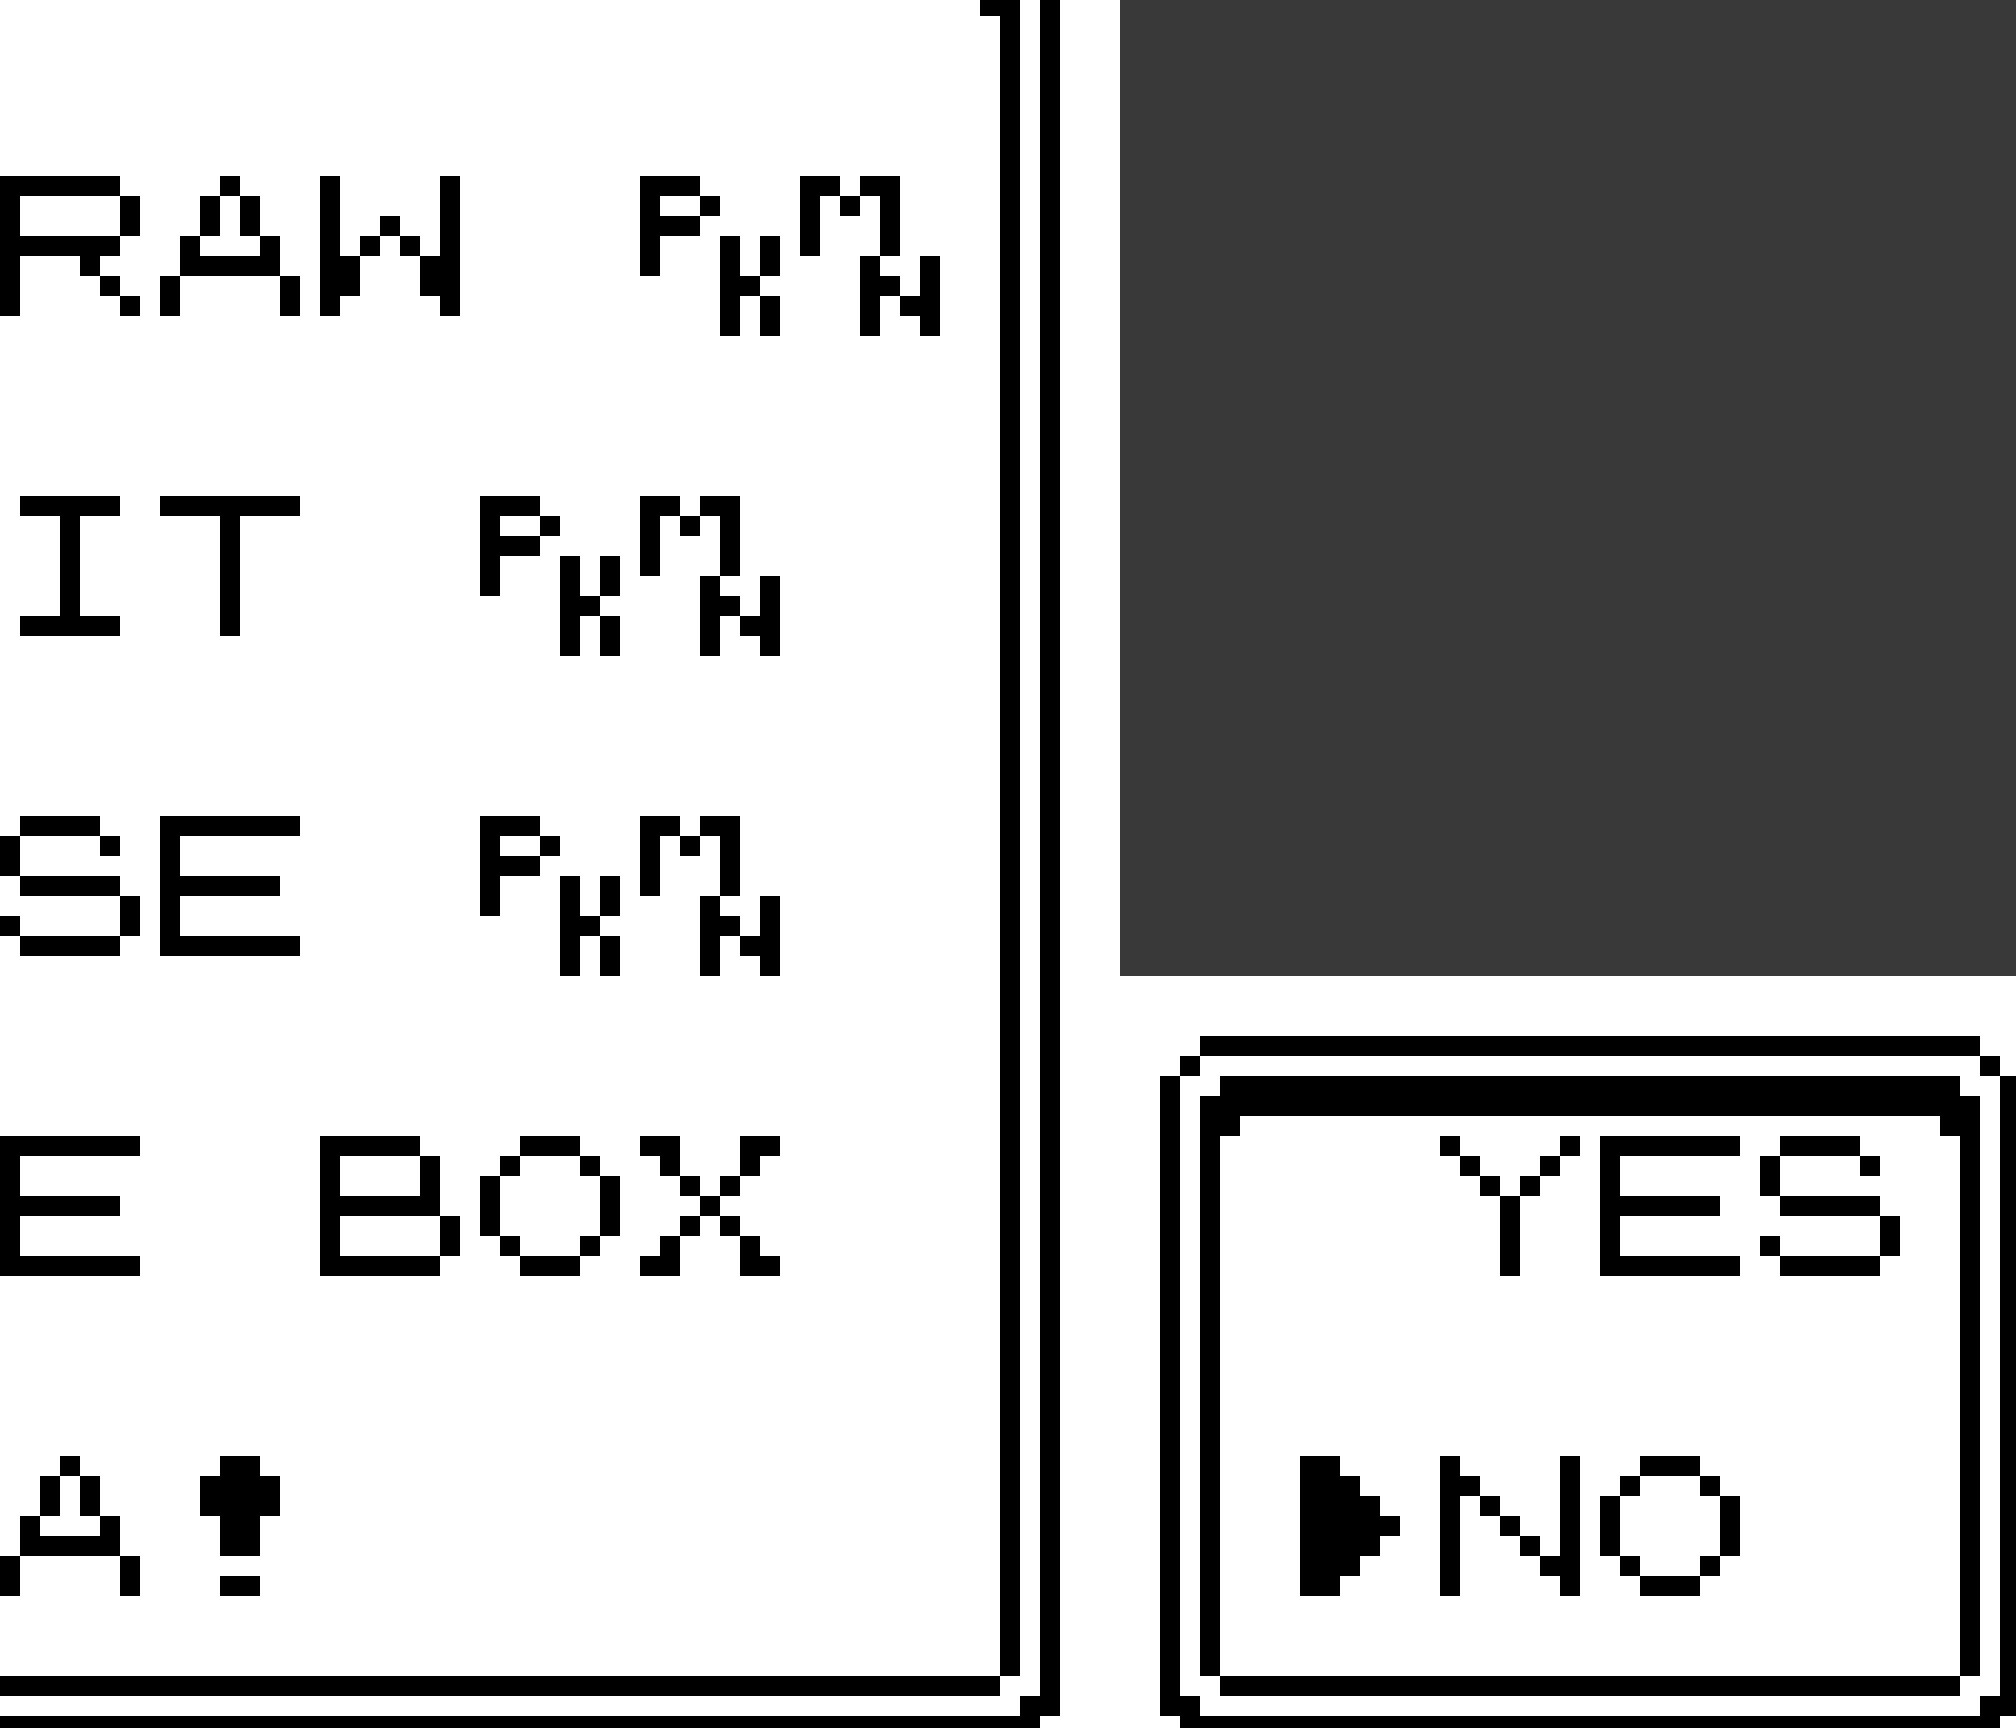 RAW PKMN
IT PKMN
SE PKMN
E BOX
A!
YES
▶NO